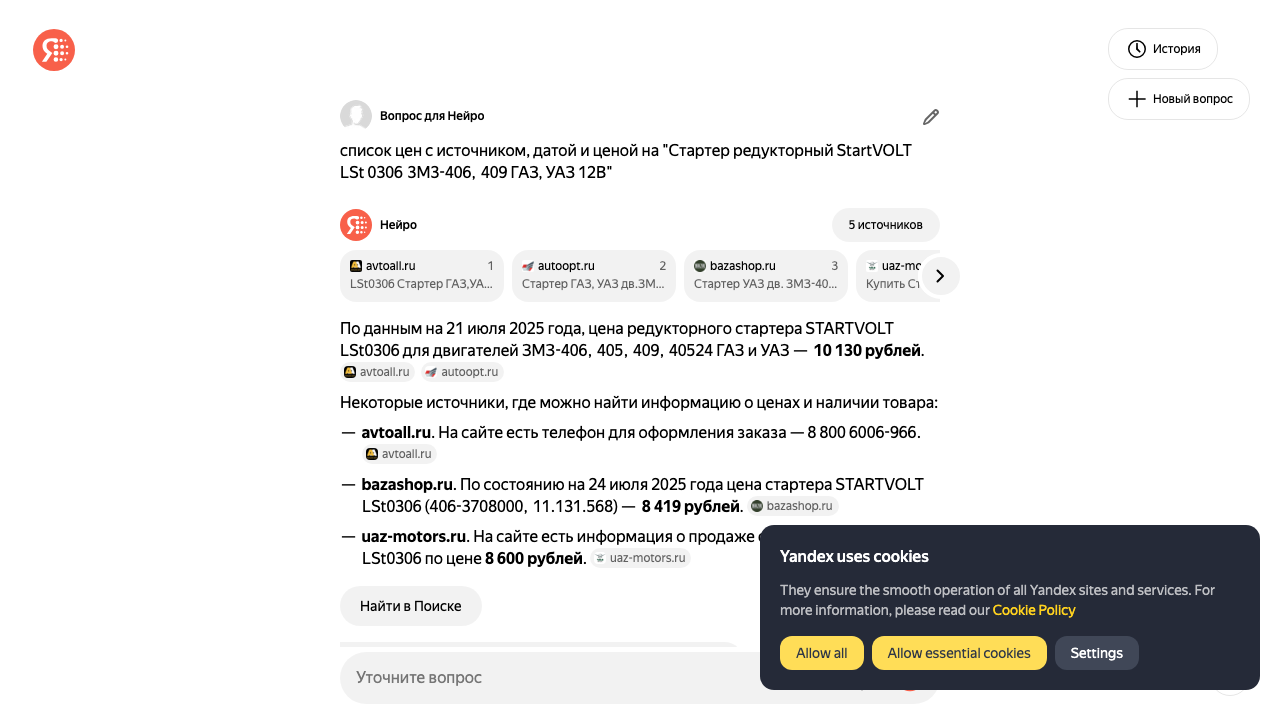 История
Новый вопрос
Вопрос для Нейро
список цен с источником, датой и ценой на "Стартер редукторный StartVOLT
LSt 0306 ЗМЗ-406, 409 ГАЗ, УАЗ 12В"
Нейро
5 источников
avtoall.ru 1
LSt0306 Стартер ГАЗ,УА...
autoopt.ru 2
Стартер ГАЗ, УАЗ дв.ЗМ...
bazashop.ru 3
Стартер УАЗ дв. ЗМЗ-40...
uaz-mo
Купить Ст
По данным на 21 июля 2025 года, цена редукторного стартера STARTVOLT
LSt0306 для двигателей ЗМЗ-406, 405, 409, 40524 ГАЗ и УАЗ — 10 130 рублей.
avtoall.ru autoopt.ru
Некоторые источники, где можно найти информацию о ценах и наличии товара:
— avtoall.ru. На сайте есть телефон для оформления заказа — 8 800 6006-966.
avtoall.ru
— bazashop.ru. По состоянию на 24 июля 2025 года цена стартера STARTVOLT
LSt0306 (406-3708000, 11.131.568) — 8 419 рублей. bazashop.ru
— uaz-motors.ru. На сайте есть информация о продаже
LSt0306 по цене 8 600 рублей. uaz-motors.ru
Найти в Поиске
Уточните вопрос
Yandex uses cookies
They ensure the smooth operation of all Yandex sites and services. For
more information, please read our Cookie Policy
Allow all
Allow essential cookies
Settings